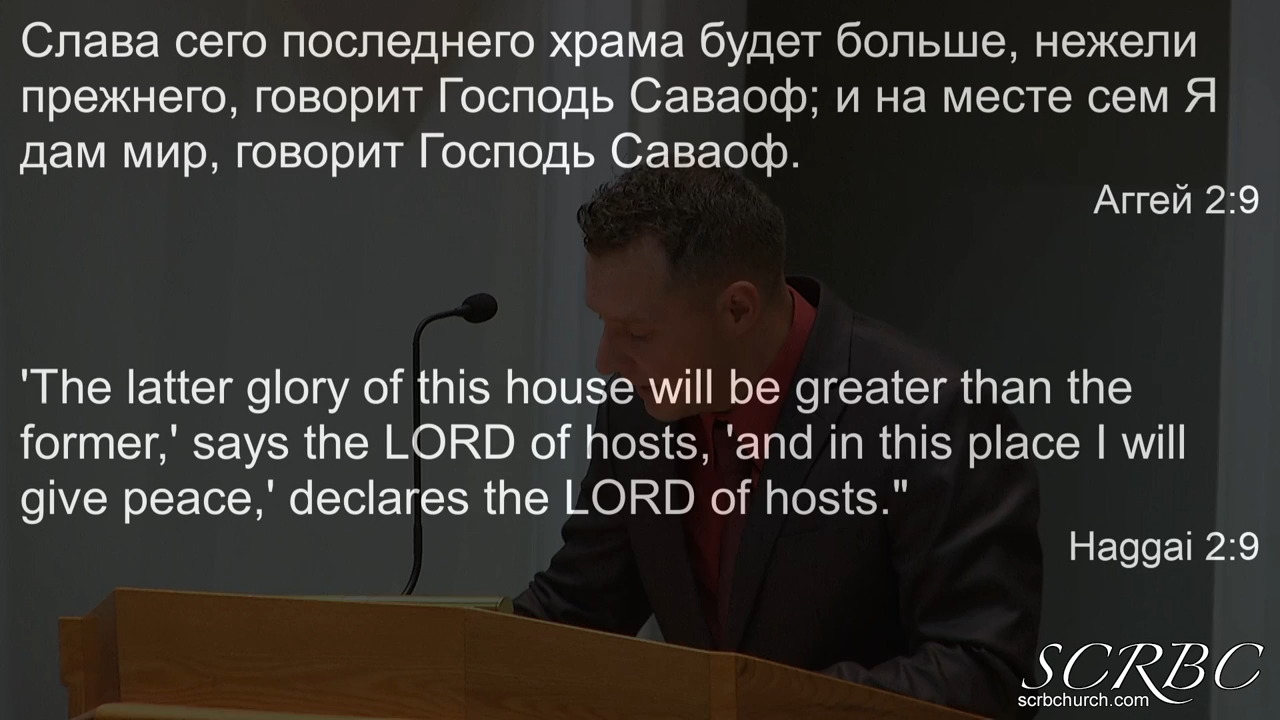 Слава сего последнего храма будет больше, нежели
прежнего, говорит Господь Саваоф; и на месте сем Я
дам мир, говорит Господь Саваоф.
Аггей 2:9
'The latter glory of this house will be greater than the
former,' says the LORD of hosts, 'and in this place I will
give peace,' declares the LORD of hosts."
Haggai 2:9
SCRBC
scrbchurch.com